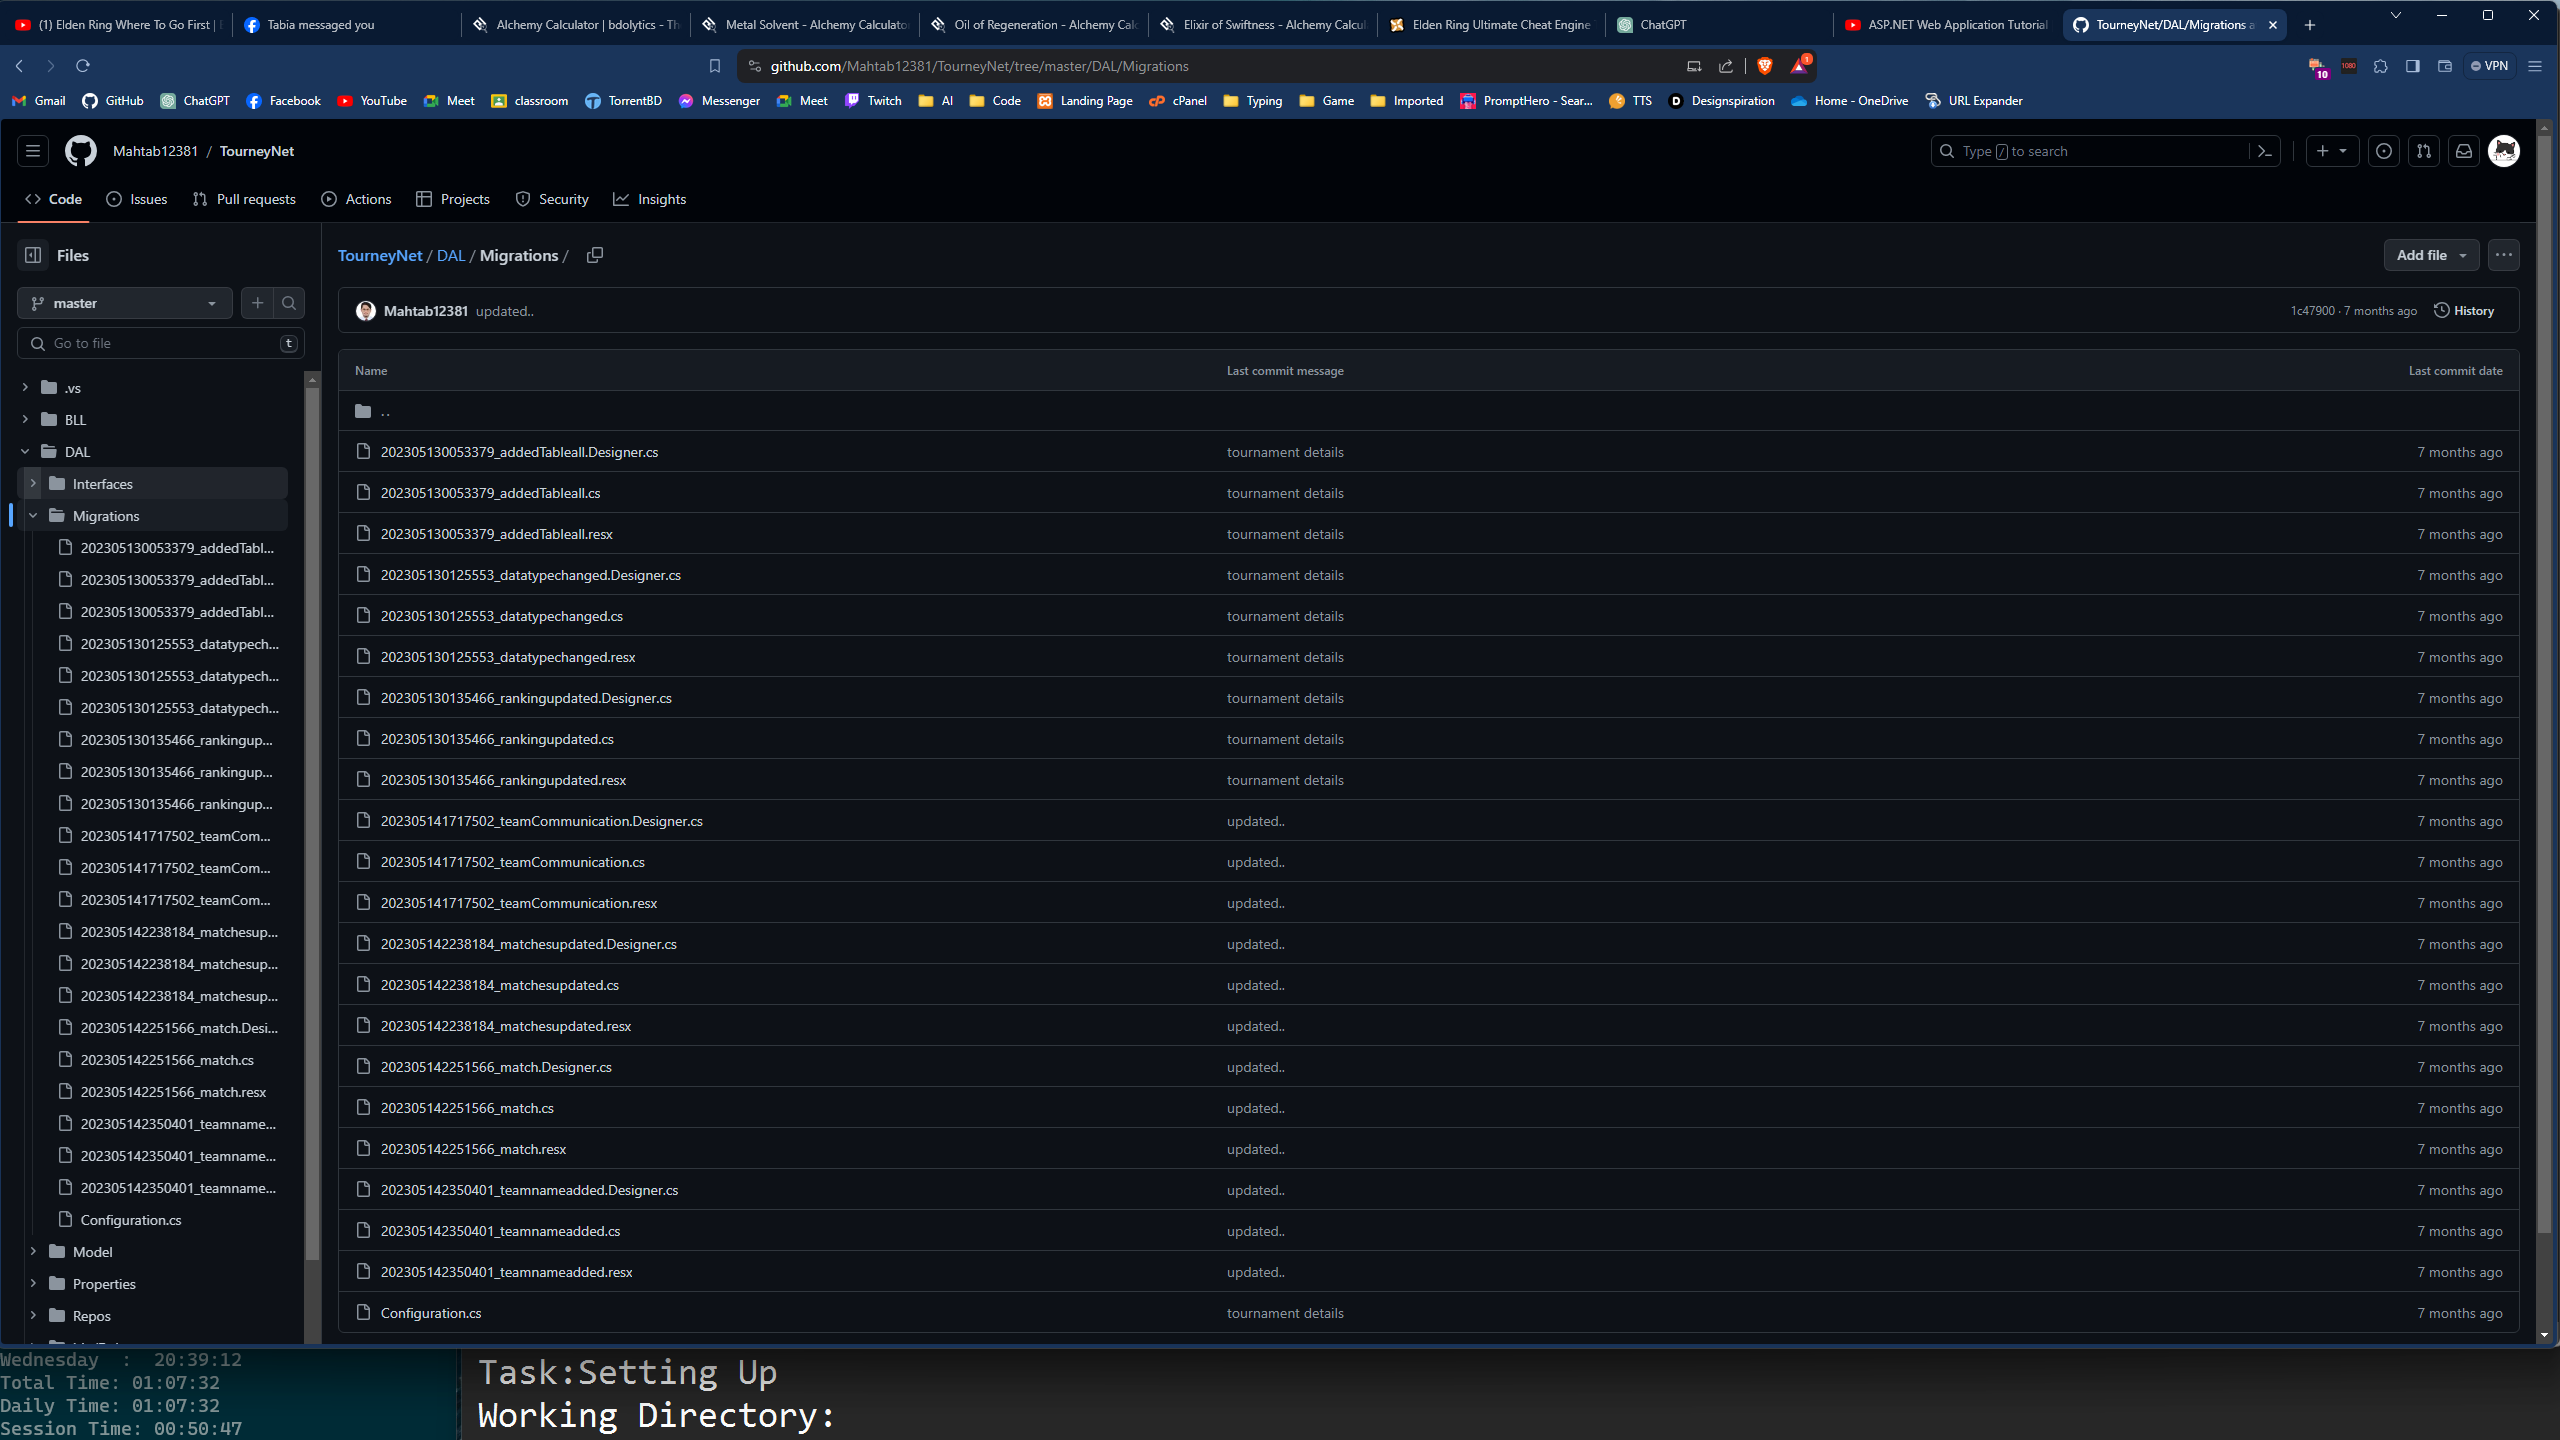 (1) Elden Ring Where To Go First |
Tabia messaged you
Alchemy Calculator | bdolytics - Th
Metal Solvent - Alchemy Calculator
Oil of Regeneration - Alchemy Calc
Elixir of Swiftness - Alchemy Calcul
Elden Ring Ultimate Cheat Engine
ChatGPT
ASP.NET Web Application Tutorial
TourneyNet/DAL/Migrations a
github.com/Mahtab12381/TourneyNet/tree/master/DAL/Migrations
1
10
1080
VPN
Gmail
GitHub
ChatGPT
Facebook
YouTube
Meet
classroom
TorrentBD
Messenger
Meet
Twitch
AI
Code
Landing Page
cPanel
Typing
Game
Imported
PromptHero - Sear...
TTS
Designspiration
Home - OneDrive
URL Expander
Mahtab12381 / TourneyNet
Type / to search
Code
Issues
Pull requests
Actions
Projects
Security
Insights
Files
master
Go to file
t
.vs
BLL
DAL
Interfaces
Migrations
202305130053379_addedTabl...
202305130053379_addedTabl...
202305130053379_addedTabl...
202305130125553_datatypech...
202305130125553_datatypech...
202305130125553_datatypech...
202305130135466_rankingup...
202305130135466_rankingup...
202305130135466_rankingup...
202305141717502_teamCom...
202305141717502_teamCom...
202305141717502_teamCom...
202305142238184_matchesup...
202305142238184_matchesup...
202305142238184_matchesup...
202305142251566_match.Desi...
202305142251566_match.cs
202305142251566_match.resx
202305142350401_teamname...
202305142350401_teamname...
202305142350401_teamname...
Configuration.cs
Model
Properties
Repos
TourneyNet / DAL / Migrations /
Add file
Mahtab12381 updated..
1c47900 · 7 months ago
History
Name Last commit message Last commit date
..
202305130053379_addedTableall.Designer.cs tournament details 7 months ago
202305130053379_addedTableall.cs tournament details 7 months ago
202305130053379_addedTableall.resx tournament details 7 months ago
202305130125553_datatypechanged.Designer.cs tournament details 7 months ago
202305130125553_datatypechanged.cs tournament details 7 months ago
202305130125553_datatypechanged.resx tournament details 7 months ago
202305130135466_rankingupdated.Designer.cs tournament details 7 months ago
202305130135466_rankingupdated.cs tournament details 7 months ago
202305130135466_rankingupdated.resx tournament details 7 months ago
202305141717502_teamCommunication.Designer.cs updated.. 7 months ago
202305141717502_teamCommunication.cs updated.. 7 months ago
202305141717502_teamCommunication.resx updated.. 7 months ago
202305142238184_matchesupdated.Designer.cs updated.. 7 months ago
202305142238184_matchesupdated.cs updated.. 7 months ago
202305142238184_matchesupdated.resx updated.. 7 months ago
202305142251566_match.Designer.cs updated.. 7 months ago
202305142251566_match.cs updated.. 7 months ago
202305142251566_match.resx updated.. 7 months ago
202305142350401_teamnameadded.Designer.cs updated.. 7 months ago
202305142350401_teamnameadded.cs updated.. 7 months ago
202305142350401_teamnameadded.resx updated.. 7 months ago
Configuration.cs tournament details 7 months ago
Wednesday : 20:39:12
Total Time: 01:07:32
Daily Time: 01:07:32
Session Time: 00:50:47
Task:Setting Up
Working Directory: